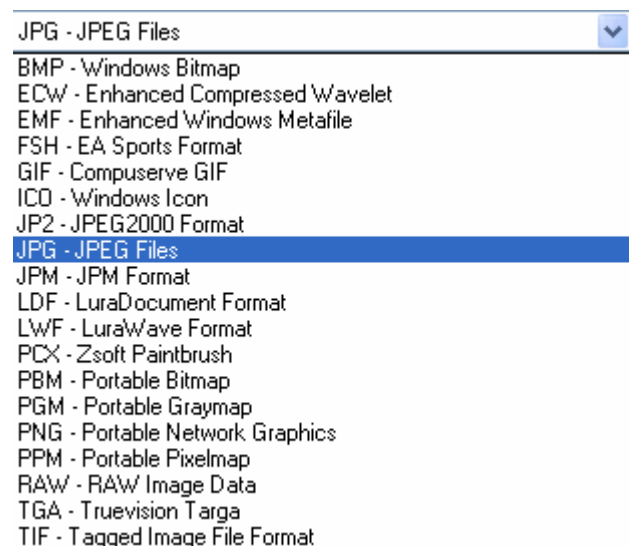 JPG - JPEG Files
BMP - Windows Bitmap
ECW - Enhanced Compressed Wavelet
EMF - Enhanced Windows Metafile
FSH - EA Sports Format
GIF - Compuserve GIF
ICO - Windows Icon
JP2 - JPEG2000 Format
JPG - JPEG Files
JPM - JPM Format
LDF - LuraDocument Format
LWF - LuraWave Format
PCX - Zsoft Paintbrush
PBM - Portable Bitmap
PGM - Portable Graymap
PNG - Portable Network Graphics
PPM - Portable Pixelmap
RAW - RAW Image Data
TGA - Truevision Targa
TIF - Tagged Image File Format